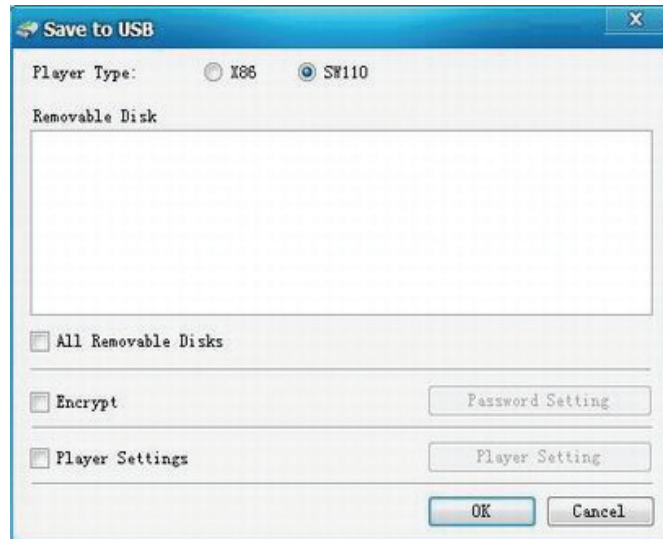 Save to USB
Player Type: X86 SW110
Removable Disk
All Removable Disks
Encrypt Password Setting
Player Settings Player Setting
OK Cancel